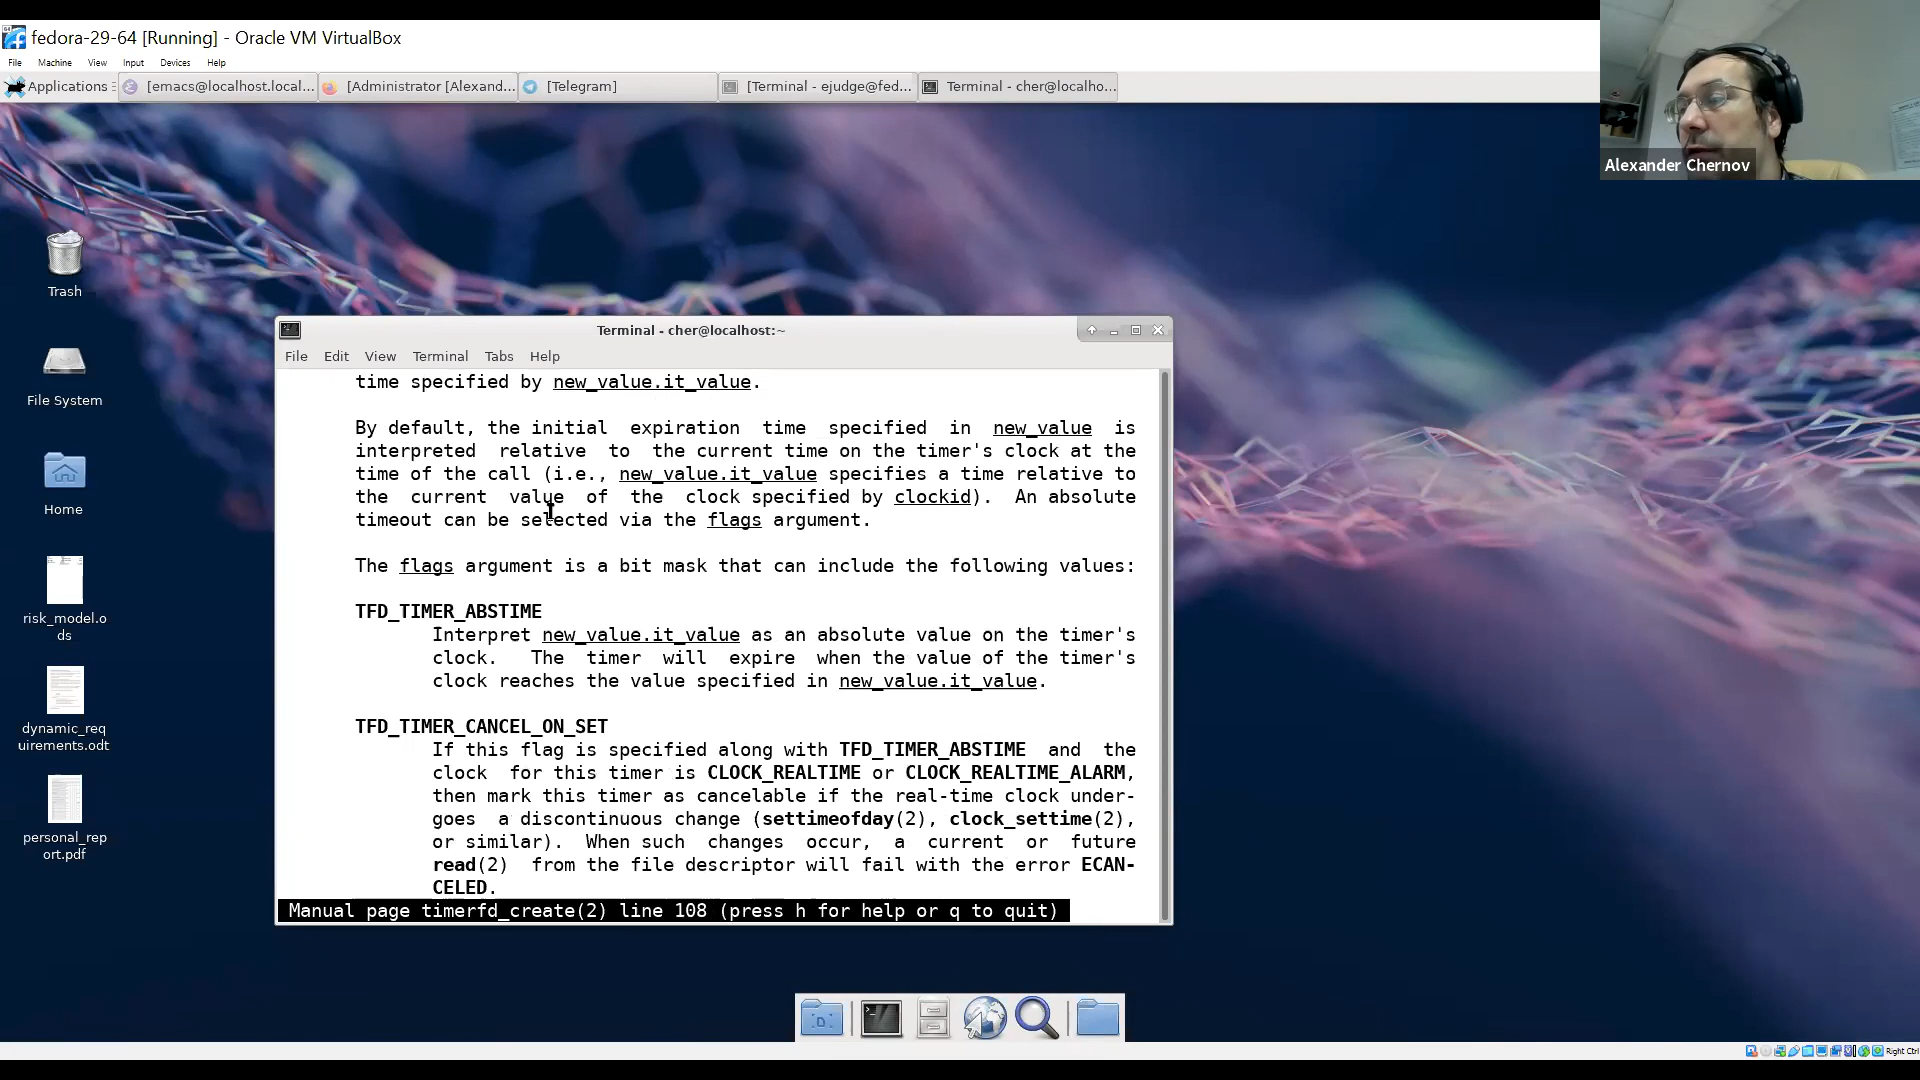 fedora-29-64 [Running] - Oracle VM VirtualBox
File Machine View Input Devices Help
Applications [emacs@localhost.local... [Administrator [Alexand... [Telegram] [Terminal - ejudge@fed... Terminal - cher@localho...
Alexander Chernov
Trash
File System
Home
risk_model.o
ds
dynamic_req
uirements.odt
personal_rep
ort.pdf
Terminal - cher@localhost:~
File Edit View Terminal Tabs Help
time specified by new_value.it_value.
By default, the initial expiration time specified in new_value is
interpreted relative to the current time on the timer's clock at the
time of the call (i.e., new_value.it_value specifies a time relative to
the current value of the clock specified by clockid). An absolute
timeout can be selected via the flags argument.
The flags argument is a bit mask that can include the following values:
TFD_TIMER_ABSTIME
Interpret new_value.it_value as an absolute value on the timer's
clock. The timer will expire when the value of the timer's
clock reaches the value specified in new_value.it_value.
TFD_TIMER_CANCEL_ON_SET
If this flag is specified along with TFD_TIMER_ABSTIME and the
clock for this timer is CLOCK_REALTIME or CLOCK_REALTIME_ALARM,
then mark this timer as cancelable if the real-time clock under-
goes a discontinuous change (settimeofday(2), clock_settime(2),
or similar). When such changes occur, a current or future
read(2) from the file descriptor will fail with the error ECAN-
CELED.
Manual page timerfd_create(2) line 108 (press h for help or q to quit)
Right Ctrl